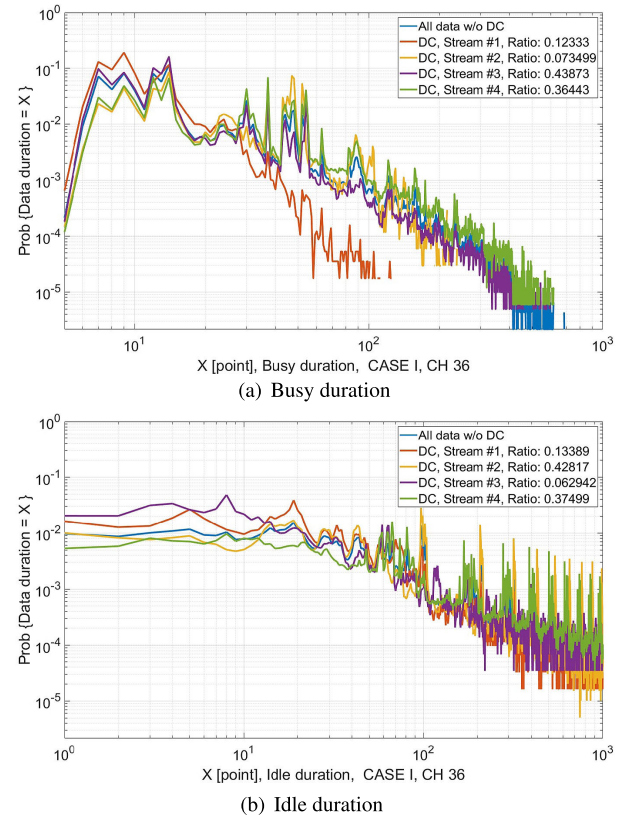 10^0
10^-1
10^-2
10^-3
10^-4
10^-5
Prob {Data duration = X }
All data w/o DC
DC, Stream #1, Ratio: 0.12333
DC, Stream #2, Ratio: 0.073499
DC, Stream #3, Ratio: 0.43873
DC, Stream #4, Ratio: 0.36443
10^1
10^2
10^3
X [point], Busy duration, CASE I, CH 36
(a) Busy duration
10^0
10^-1
10^-2
10^-3
10^-4
10^-5
Prob {Data duration = X }
All data w/o DC
DC, Stream #1, Ratio: 0.13389
DC, Stream #2, Ratio: 0.42817
DC, Stream #3, Ratio: 0.062942
DC, Stream #4, Ratio: 0.37499
10^0
10^1
10^2
10^3
X [point], Idle duration, CASE I, CH 36
(b) Idle duration